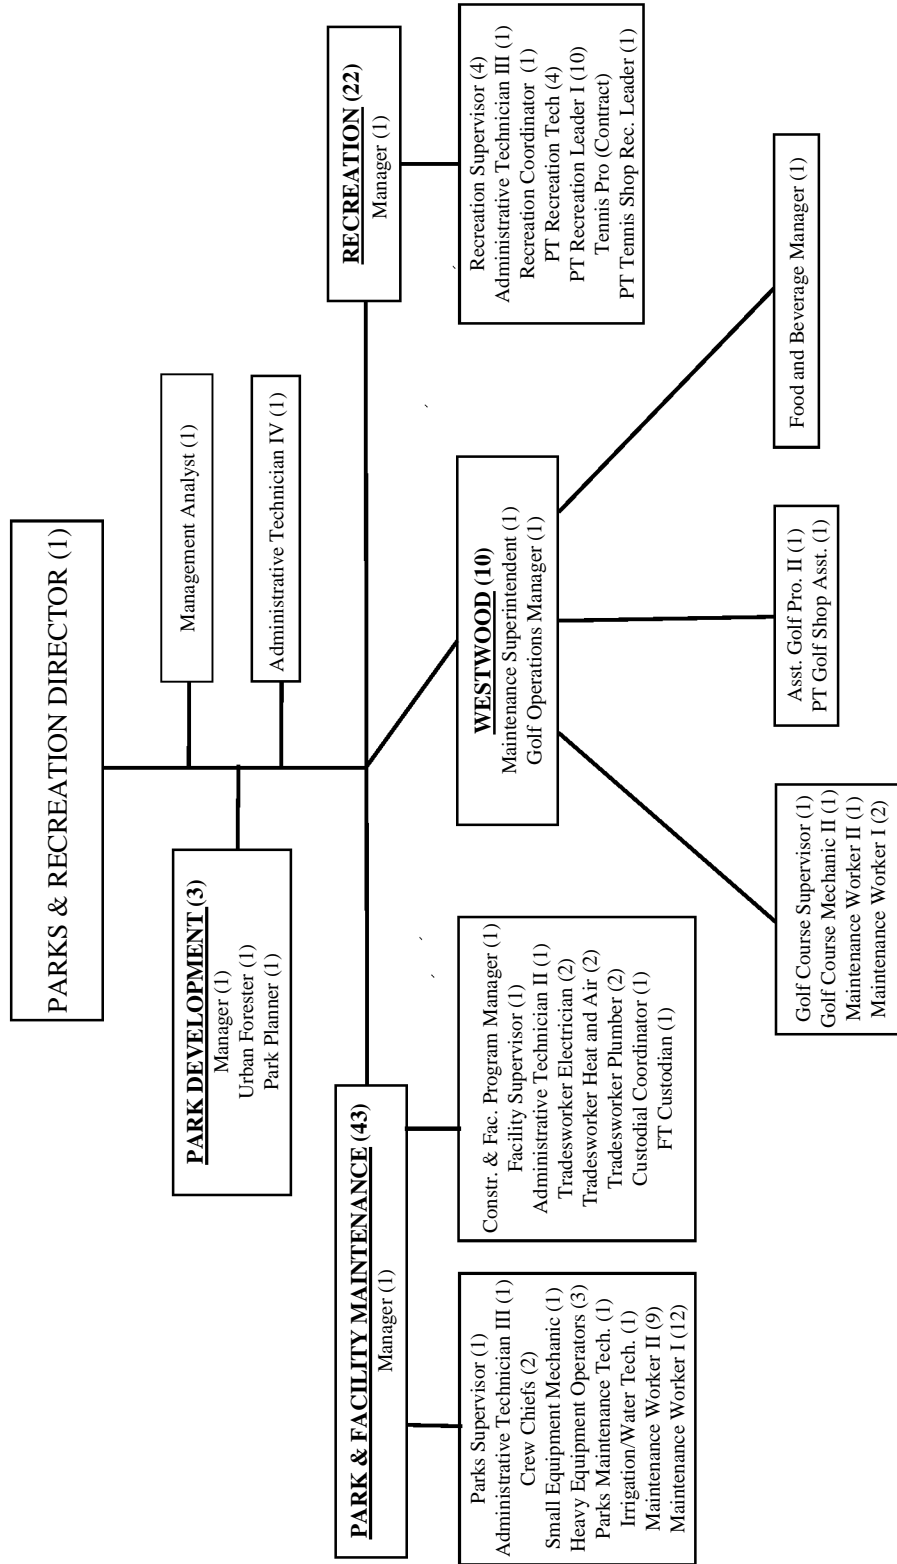 PARKS & RECREATION DIRECTOR (1)
Management Analyst (1)
PARK DEVELOPMENT (3)
Manager (1)
Urban Forester (1)
Park Planner (1)
Administrative Technician IV (1)
PARK & FACILITY MAINTENANCE (43)
Manager (1)
RECREATION (22)
Manager (1)
Parks Supervisor (1)
Administrative Technician III (1)
Crew Chiefs (2)
Small Equipment Mechanic (1)
Heavy Equipment Operators (3)
Parks Maintenance Tech. (1)
Irrigation/Water Tech. (1)
Maintenance Worker II (9)
Maintenance Worker I (12)
Constr. & Fac. Program Manager (1)
Facility Supervisor (1)
Administrative Technician II (1)
Tradesworker Electrician (2)
Tradesworker Heat and Air (2)
Tradesworker Plumber (2)
Custodial Coordinator (1)
FT Custodian (1)
WESTWOOD (10)
Maintenance Superintendent (1)
Golf Operations Manager (1)
Recreation Supervisor (4)
Administrative Technician III (1)
Recreation Coordinator (1)
PT Recreation Tech (4)
PT Recreation Leader I (10)
Tennis Pro (Contract)
PT Tennis Shop Rec. Leader (1)
Golf Course Supervisor (1)
Golf Course Mechanic II (1)
Maintenance Worker II (1)
Maintenance Worker I (2)
Asst. Golf Pro. II (1)
PT Golf Shop Asst. (1)
Food and Beverage Manager (1)